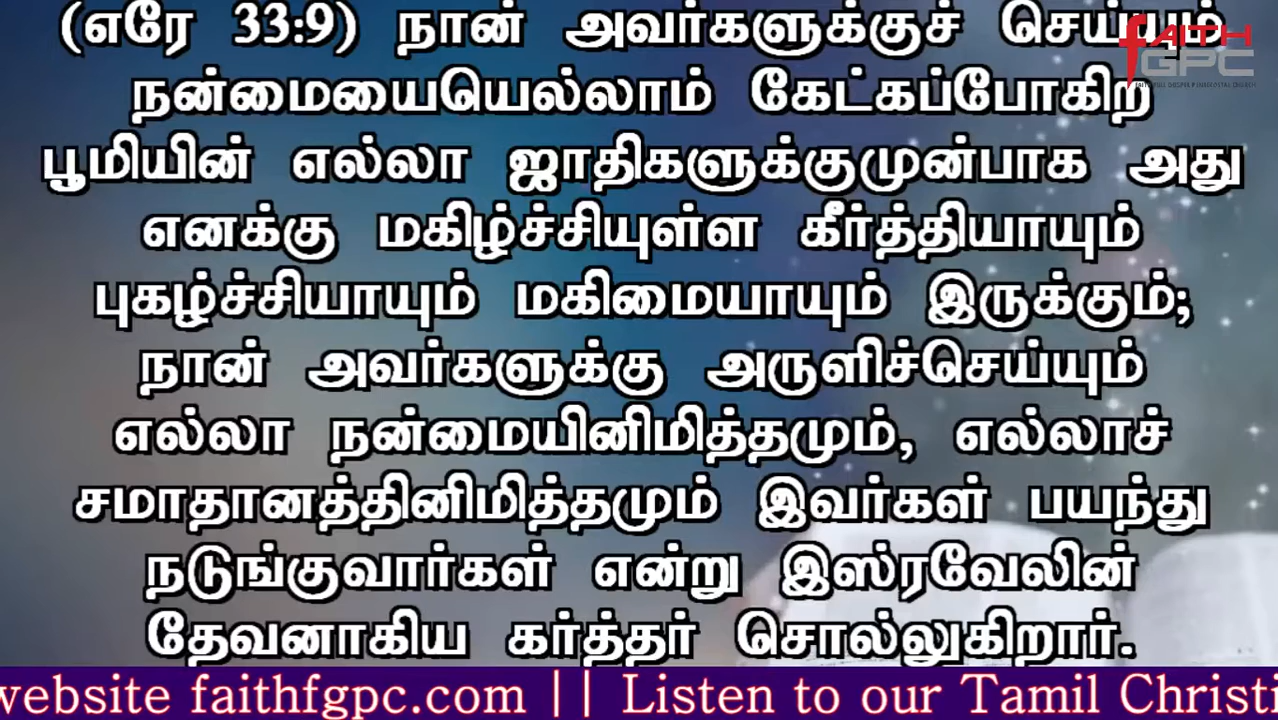 (எரே 33:9) நான் அவர்களுக்குச் செய்யும்
நன்மையையெல்லாம் கேட்கப்போகிற
பூமியின் எல்லா ஜாதிகளுக்குமுன்பாக அது
எனக்கு மகிழ்ச்சியுள்ள கீர்த்தியாயும்
புகழ்ச்சியாயும் மகிமையாயும் இருக்கும்;
நான் அவர்களுக்கு அருளிச்செய்யும்
எல்லா நன்மையினிமித்தமும், எல்லாச்
சமாதானத்தினிமித்தமும் இவர்கள் பயந்து
நடுங்குவார்கள் என்று இஸ்ரவேலின்
தேவனாகிய கர்த்தர் சொல்லுகிறார்.
fAITH
GPC
website faithfgpc.com || Listen to our Tamil Christi